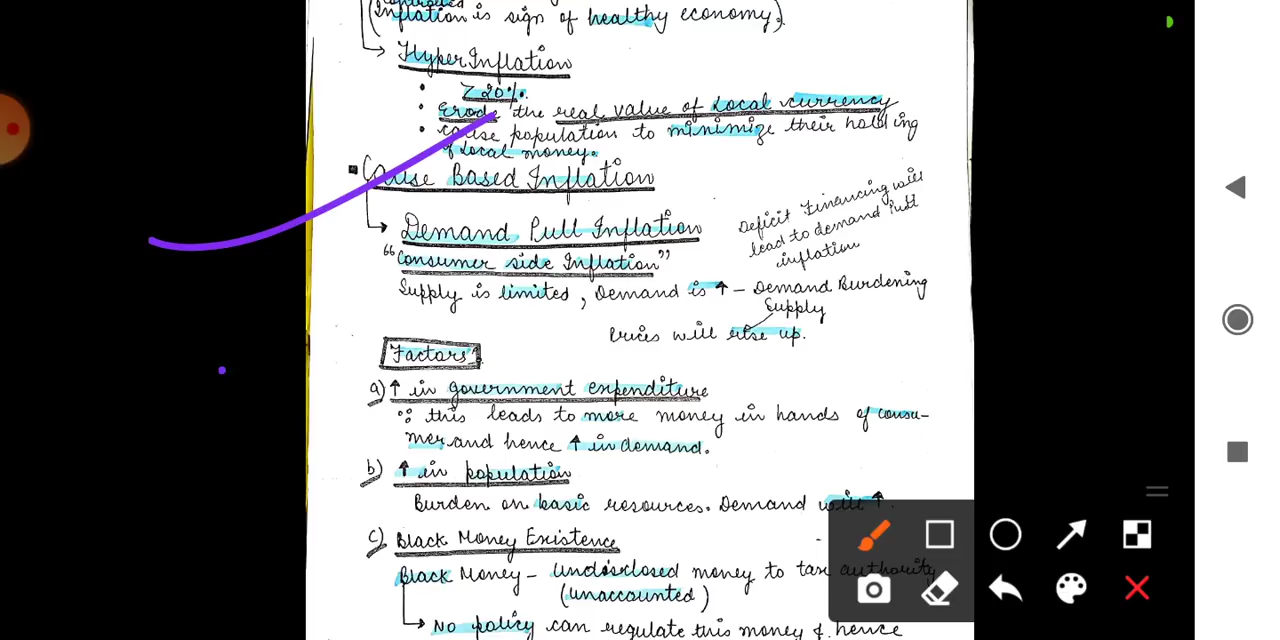 controlled
(Inflation is sign of healthy economy).
HyperInflation
• > 20%.
• Erode the real value of local currency
• cause population to minimize their holding
of local money.
Cause Based Inflation
Demand Pull Inflation
Deficit Financing will
lead to demand pull
inflation
"Consumer side Inflation"
Supply is limited, Demand is ↑ – Demand Burdening
Supply
Prices will rise up.
Factors:
a) ↑ in government expenditure
∵ this leads to more money in hands of consu-
mer and hence ↑ in demand.
b) ↑ in population
Burden on basic resources. Demand will ↑.
c) Black Money Existence
Black Money – Undisclosed money to tax authority
(unaccounted)
No policy can regulate this money & hence